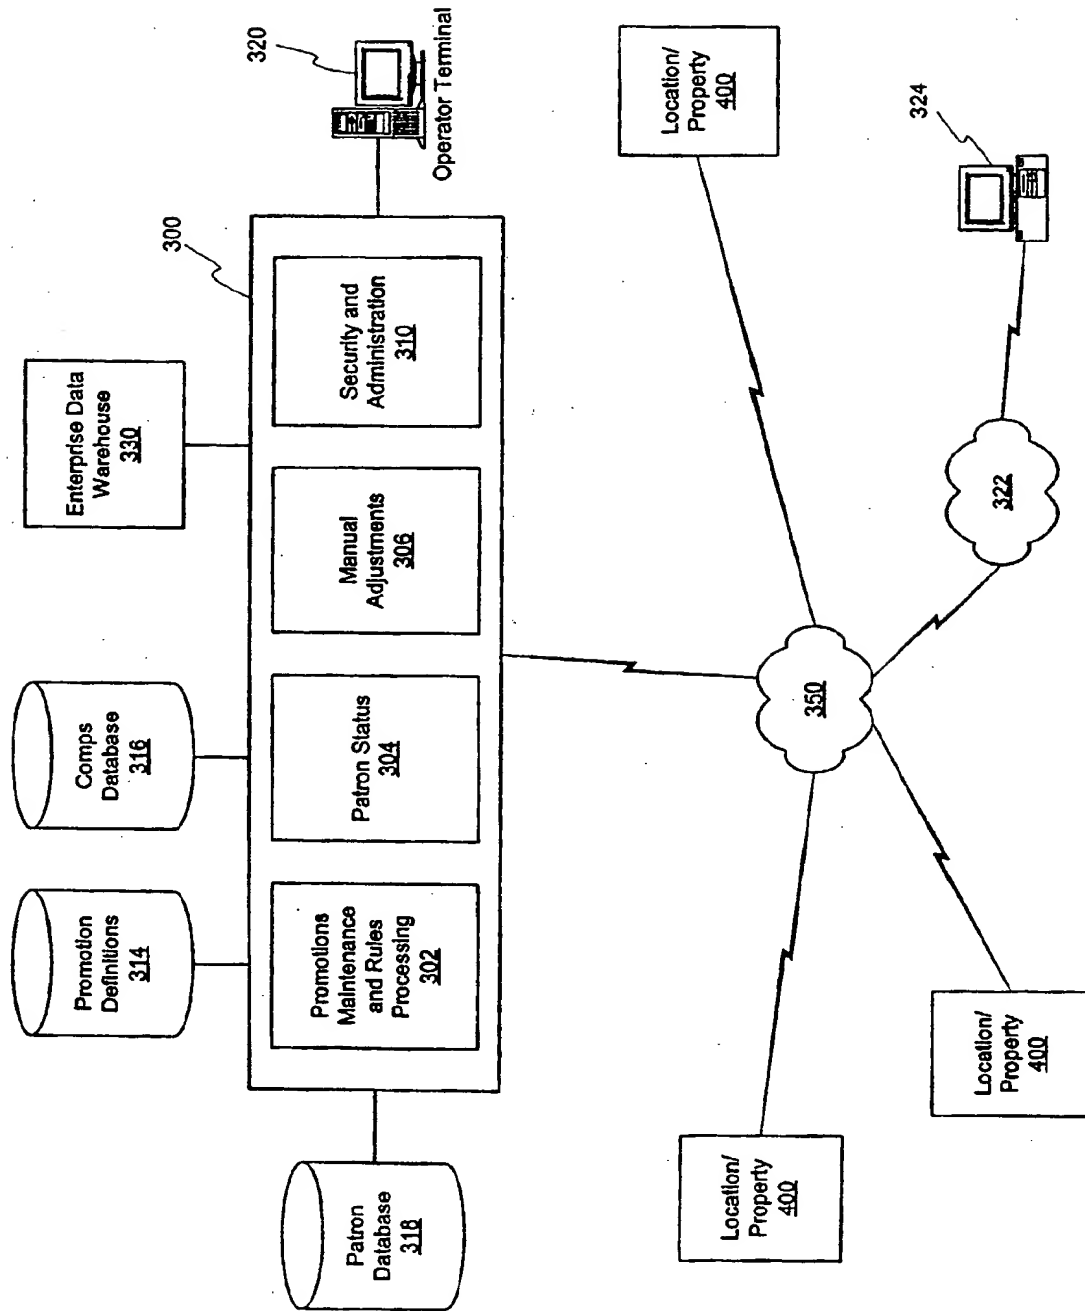 Enterprise Data
Warehouse
330
Comps
Database
316
Promotion
Definitions
314
300
320
Operator Terminal
Patron
Database
318
Promotions
Maintenance
and Rules
Processing
302
Patron Status
304
Manual
Adjustments
306
Security and
Administration
310
Location/
Property
400
350
322
324
Location/
Property
400
Location/
Property
400